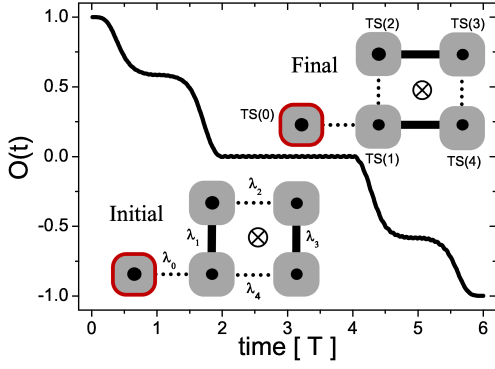 1.0
0.5
0.0
-0.5
-1.0
O(t)
0 1 2 3 4 5 6
time [ T ]
TS(2) TS(3)
Final
TS(0)
TS(1) TS(4)
Initial
λ2
λ1 λ3
λ0
λ4